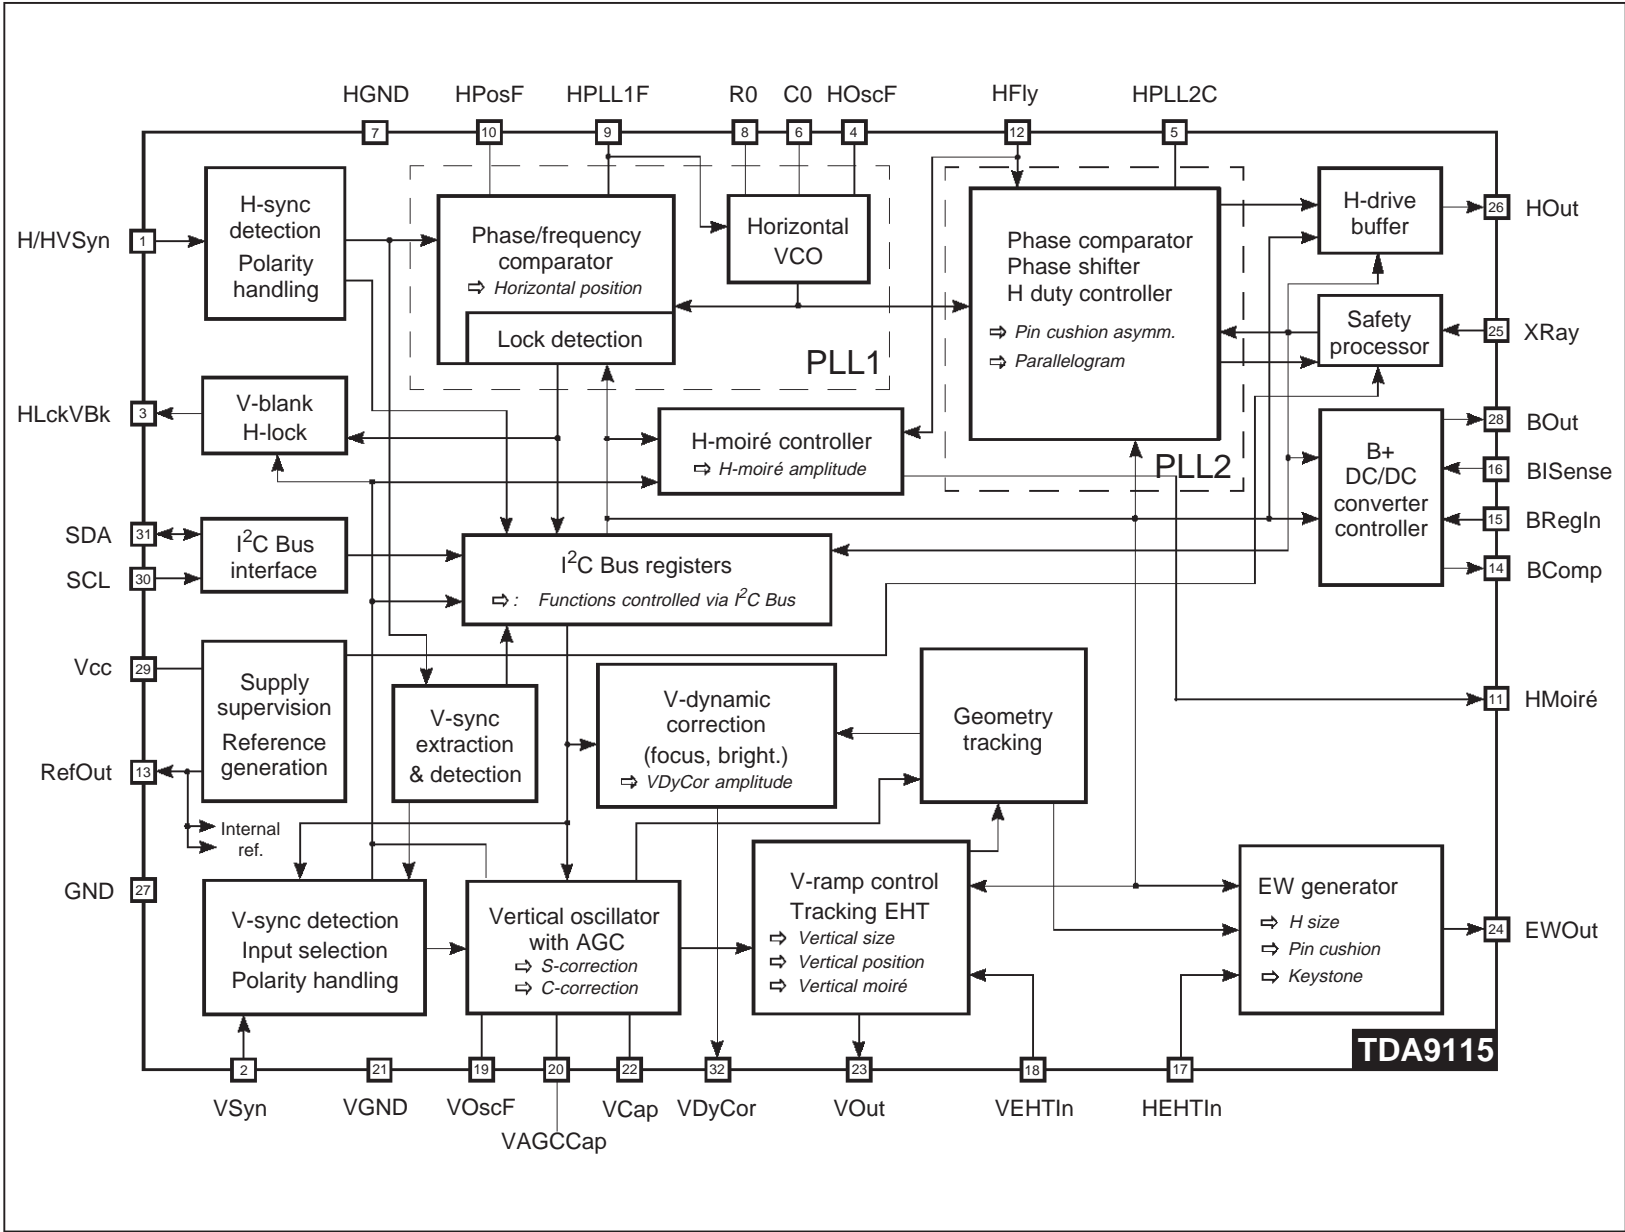 HGND
HPosF
HPLL1F
R0
C0
HOscF
HFly
HPLL2C
7
10
9
8
6
4
12
5
H/HVSyn
1
H-sync
detection
Polarity
handling
Phase/frequency
comparator
⇨ Horizontal position
Lock detection
Horizontal
VCO
PLL1
Phase comparator
Phase shifter
H duty controller
⇨ Pin cushion asymm.
⇨ Parallelogram
PLL2
H-drive
buffer
26
HOut
Safety
processor
25
XRay
HLckVBk
3
V-blank
H-lock
H-moiré controller
⇨ H-moiré amplitude
B+
DC/DC
converter
controller
28
BOut
16
BISense
15
BRegIn
14
BComp
SDA
31
SCL
30
I²C Bus
interface
I²C Bus registers
⇨ : Functions controlled via I²C Bus
Vcc
29
Supply
supervision
Reference
generation
RefOut
13
Internal
ref.
V-sync
extraction
& detection
V-dynamic
correction
(focus, bright.)
⇨ VDyCor amplitude
Geometry
tracking
11
HMoiré
GND
27
V-sync detection
Input selection
Polarity handling
Vertical oscillator
with AGC
⇨ S-correction
⇨ C-correction
V-ramp control
Tracking EHT
⇨ Vertical size
⇨ Vertical position
⇨ Vertical moiré
EW generator
⇨ H size
⇨ Pin cushion
⇨ Keystone
24
EWOut
TDA9115
2
21
19
20
22
32
23
18
17
VSyn
VGND
VOscF
VAGCCap
VCap
VDyCor
VOut
VEHTIn
HEHTIn